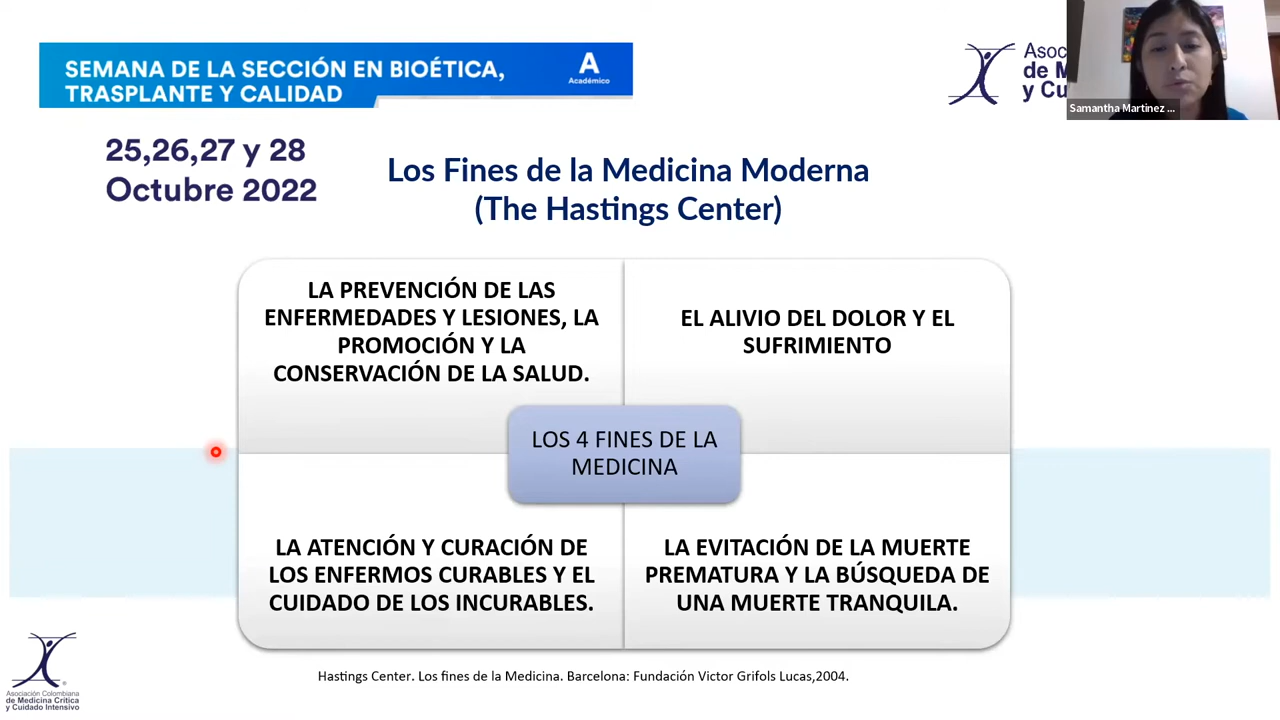 SEMANA DE LA SECCIÓN EN BIOÉTICA,
TRASPLANTE Y CALIDAD
A
Académico
Asoc
de M
y Cu
Samantha Martinez ...
25,26,27 y 28
Octubre 2022
Los Fines de la Medicina Moderna
(The Hastings Center)
LA PREVENCIÓN DE LAS
ENFERMEDADES Y LESIONES, LA
PROMOCIÓN Y LA
CONSERVACIÓN DE LA SALUD.
EL ALIVIO DEL DOLOR Y EL
SUFRIMIENTO
LOS 4 FINES DE LA
MEDICINA
LA ATENCIÓN Y CURACIÓN DE
LOS ENFERMOS CURABLES Y EL
CUIDADO DE LOS INCURABLES.
LA EVITACIÓN DE LA MUERTE
PREMATURA Y LA BÚSQUEDA DE
UNA MUERTE TRANQUILA.
Asociación Colombiana
de Medicina Crítica
y Cuidado Intensivo
Hastings Center. Los fines de la Medicina. Barcelona: Fundación Victor Grifols Lucas,2004.